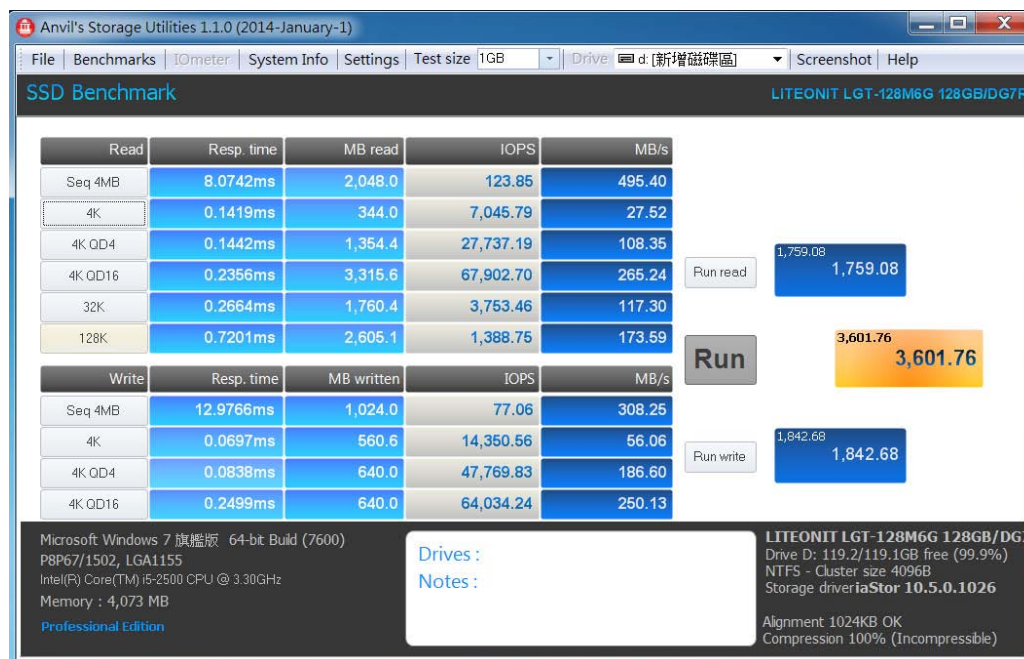 Anvil's Storage Utilities 1.1.0 (2014-January-1)
File Benchmarks IOmeter System Info Settings Test size 1GB Drive d: [新增磁碟區] Screenshot Help
SSD Benchmark LITEONIT LGT-128M6G 128GB/DG7R
Read Resp. time MB read IOPS MB/s
Seq 4MB 8.0742ms 2,048.0 123.85 495.40
4K 0.1419ms 344.0 7,045.79 27.52
4K QD4 0.1442ms 1,354.4 27,737.19 108.35
4K QD16 0.2356ms 3,315.6 67,902.70 265.24
32K 0.2664ms 1,760.4 3,753.46 117.30
128K 0.7201ms 2,605.1 1,388.75 173.59
Run read 1,759.08 1,759.08
Run 3,601.76 3,601.76
Write Resp. time MB written IOPS MB/s
Seq 4MB 12.9766ms 1,024.0 77.06 308.25
4K 0.0697ms 560.6 14,350.56 56.06
4K QD4 0.0838ms 640.0 47,769.83 186.60
4K QD16 0.2499ms 640.0 64,034.24 250.13
Run write 1,842.68 1,842.68
Microsoft Windows 7 旗艦版 64-bit Build (7600)
P8P67/1502, LGA1155
Intel(R) Core(TM) i5-2500 CPU @ 3.30GHz
Memory : 4,073 MB
Professional Edition
Drives :
Notes :
LITEONIT LGT-128M6G 128GB/DG7
Drive D: 119.2/119.1GB free (99.9%)
NTFS - Cluster size 4096B
Storage driveriaStor 10.5.0.1026
Alignment 1024KB OK
Compression 100% (Incompressible)